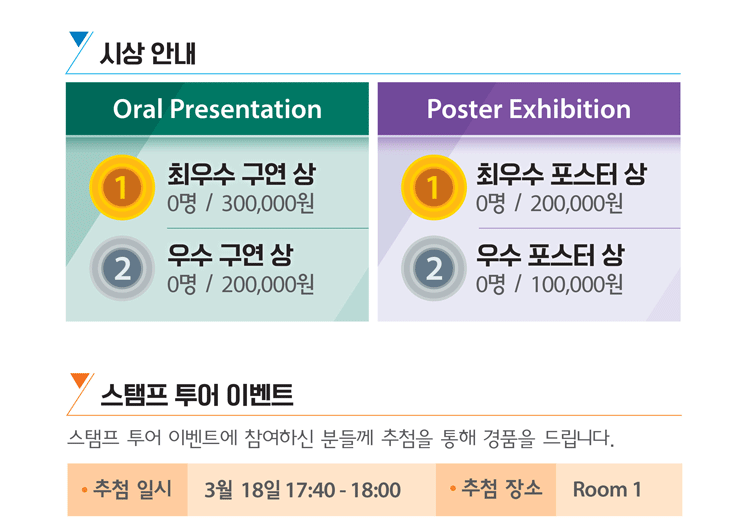 시상 안내
Oral Presentation
1
최우수 구연 상
0명 / 300,000원
2
우수 구연 상
0명 / 200,000원
Poster Exhibition
1
최우수 포스터 상
0명 / 200,000원
2
우수 포스터 상
0명 / 100,000원
스탬프 투어 이벤트
스탬프 투어 이벤트에 참여하신 분들께 추첨을 통해 경품을 드립니다.
• 추첨 일시 3월 18일 17:40 - 18:00 • 추첨 장소 Room 1